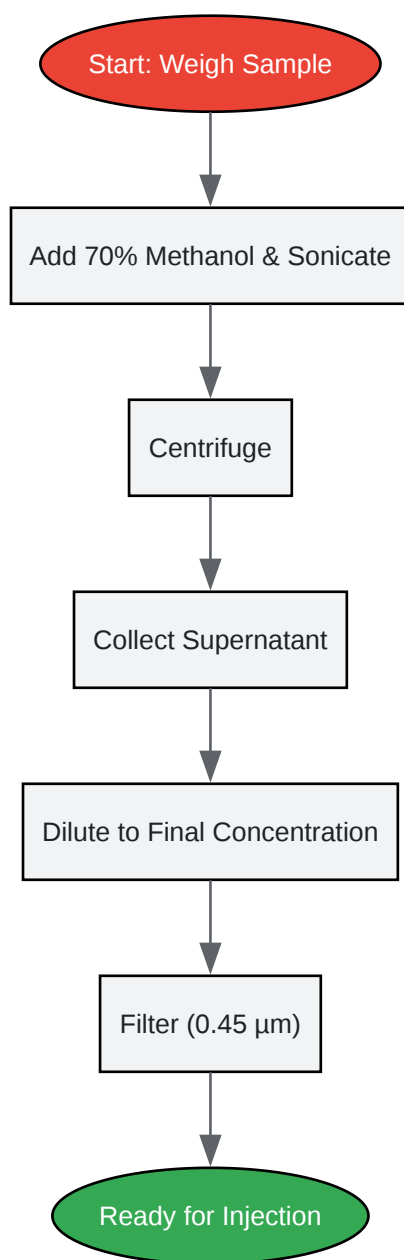 Start: Weigh Sample
Add 70% Methanol & Sonicate
Centrifuge
Collect Supernatant
Dilute to Final Concentration
Filter (0.45 µm)
Ready for Injection